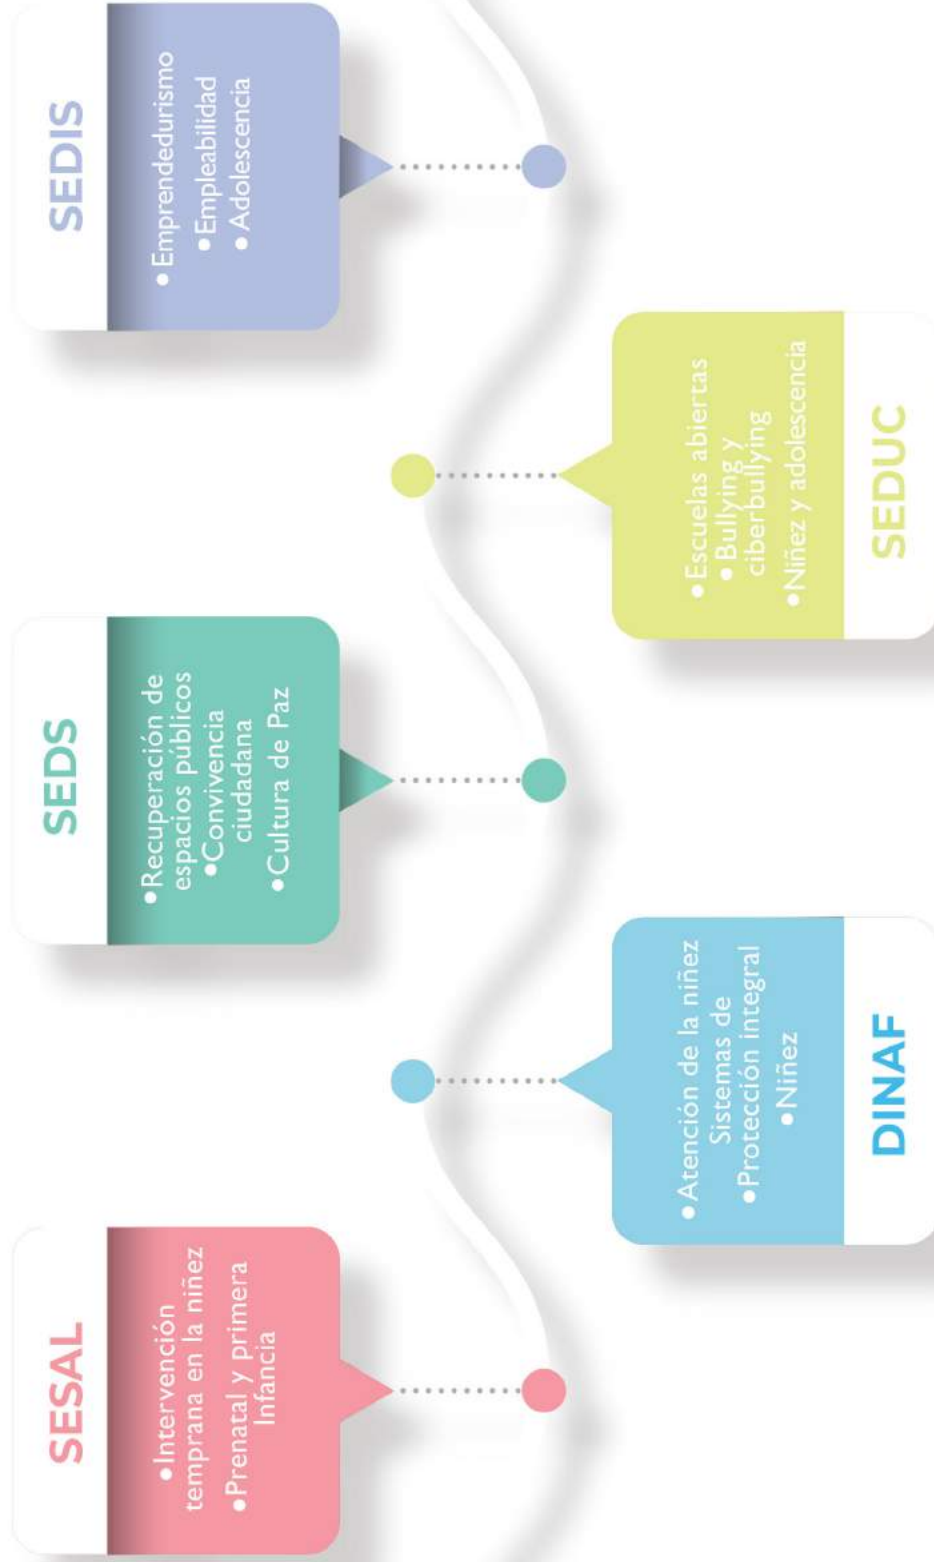 SESAL
•Intervención
temprana en la niñez
•Prenatal y primera
Infancia
•Atención de la niñez
Sistemas de
•Protección integral
•Niñez
DINAF
SEDS
•Recuperación de
espacios públicos
•Convivencia
ciudadana
•Cultura de Paz
•Escuelas abiertas
•Bullying y
ciberbullying
•Niñez y adolescencia
SEDUC
SEDIS
•Emprendedurismo
•Empleabilidad
•Adolescencia